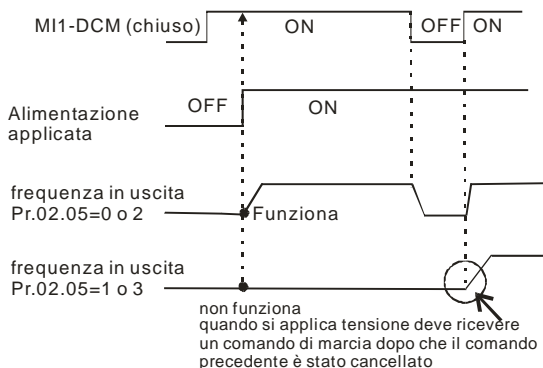 MI1-DCM (chiuso)
ON
OFF
ON
OFF
ON
Alimentazione
applicata
frequenza in uscita
Pr.02.05=0 o 2
Funziona
frequenza in uscita
Pr.02.05=1 o 3
non funziona
quando si applica tensione deve ricevere
un comando di marcia dopo che il comando
precedente è stato cancellato